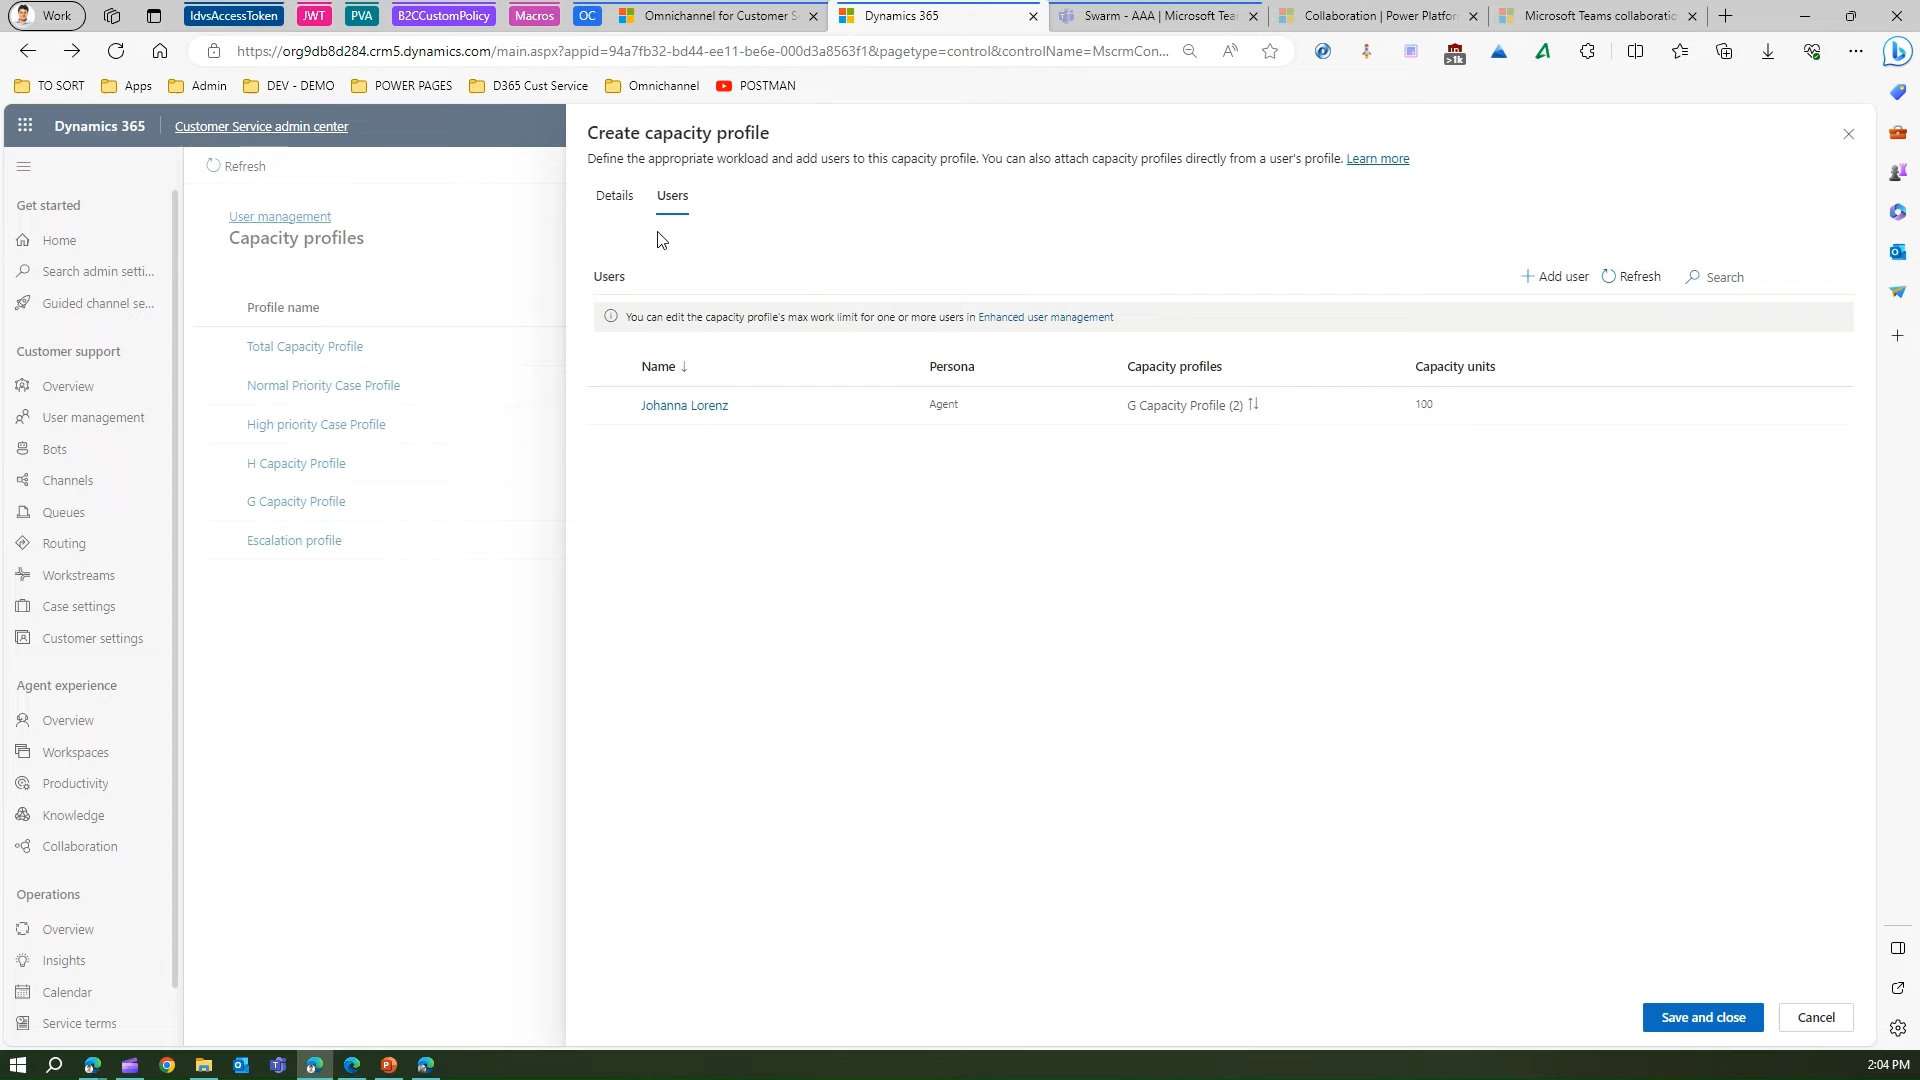 Work
IdvsAccessToken
JWT
PVA
B2CCustomPolicy
Macros
OC
Omnichannel for Customer S
Dynamics 365
Swarm - AAA | Microsoft Tea
Collaboration | Power Platfor
Microsoft Teams collaboratio
https://org9db8d284.crm5.dynamics.com/main.aspx?appid=94a7fb32-bd44-ee11-be6e-000d3a8563f1&pagetype=control&controlName=MscrmCon...
>1k
TO SORT
Apps
Admin
DEV - DEMO
POWER PAGES
D365 Cust Service
Omnichannel
POSTMAN
Dynamics 365
Customer Service admin center
Get started
Home
Search admin setti...
Guided channel se...
Customer support
Overview
User management
Bots
Channels
Queues
Routing
Workstreams
Case settings
Customer settings
Agent experience
Overview
Workspaces
Productivity
Knowledge
Collaboration
Operations
Overview
Insights
Calendar
Service terms
Refresh
User management
Capacity profiles
Profile name
Total Capacity Profile
Normal Priority Case Profile
High priority Case Profile
H Capacity Profile
G Capacity Profile
Escalation profile
Create capacity profile
Define the appropriate workload and add users to this capacity profile. You can also attach capacity profiles directly from a user's profile. Learn more
Details
Users
Users
Add user
Refresh
Search
You can edit the capacity profile's max work limit for one or more users in Enhanced user management
Name
Persona
Capacity profiles
Capacity units
Johanna Lorenz
Agent
G Capacity Profile (2)
100
Save and close
Cancel
2:04 PM